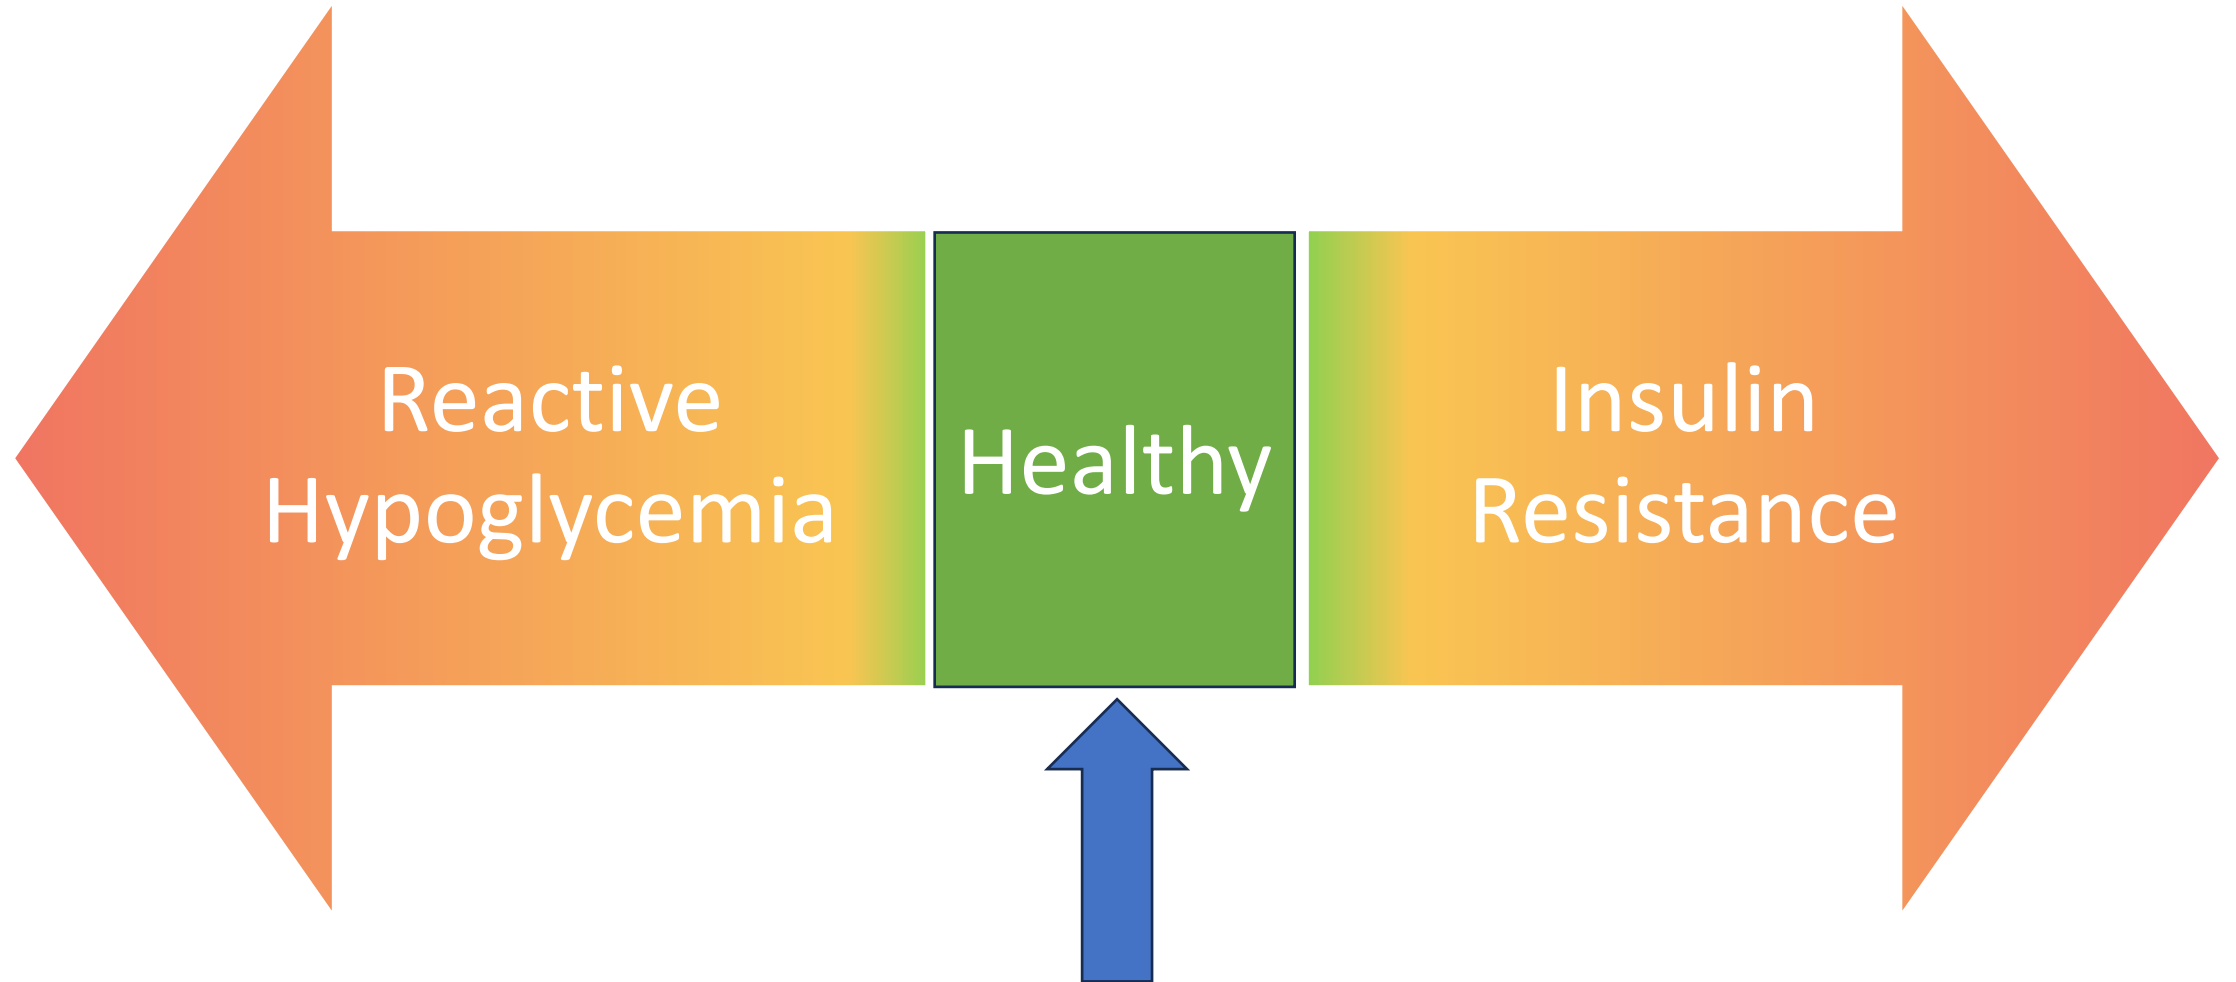 Reactive
Hypoglycemia
Healthy
Insulin
Resistance